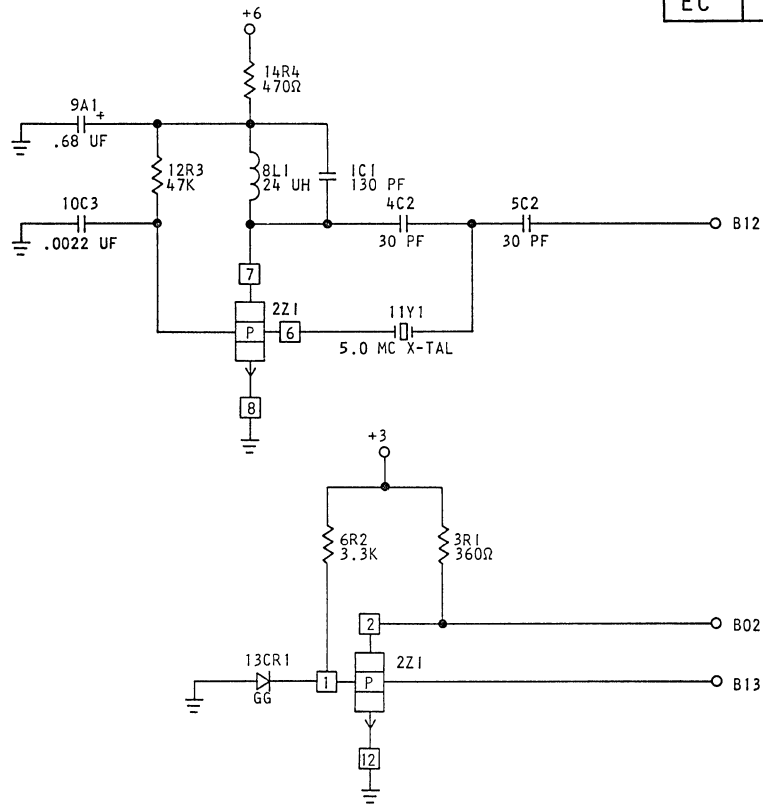 EC
+6
14R4
470Ω
9A1
+
.68 UF
12R3
47K
8L1
24 UH
1C1
130 PF
10C3
.0022 UF
4C2
30 PF
5C2
30 PF
B12
7
2Z1
P
6
11Y1
5.0 MC X-TAL
8
+3
6R2
3.3K
3R1
360Ω
2
B02
13CR1
GG
1
P
2Z1
B13
12